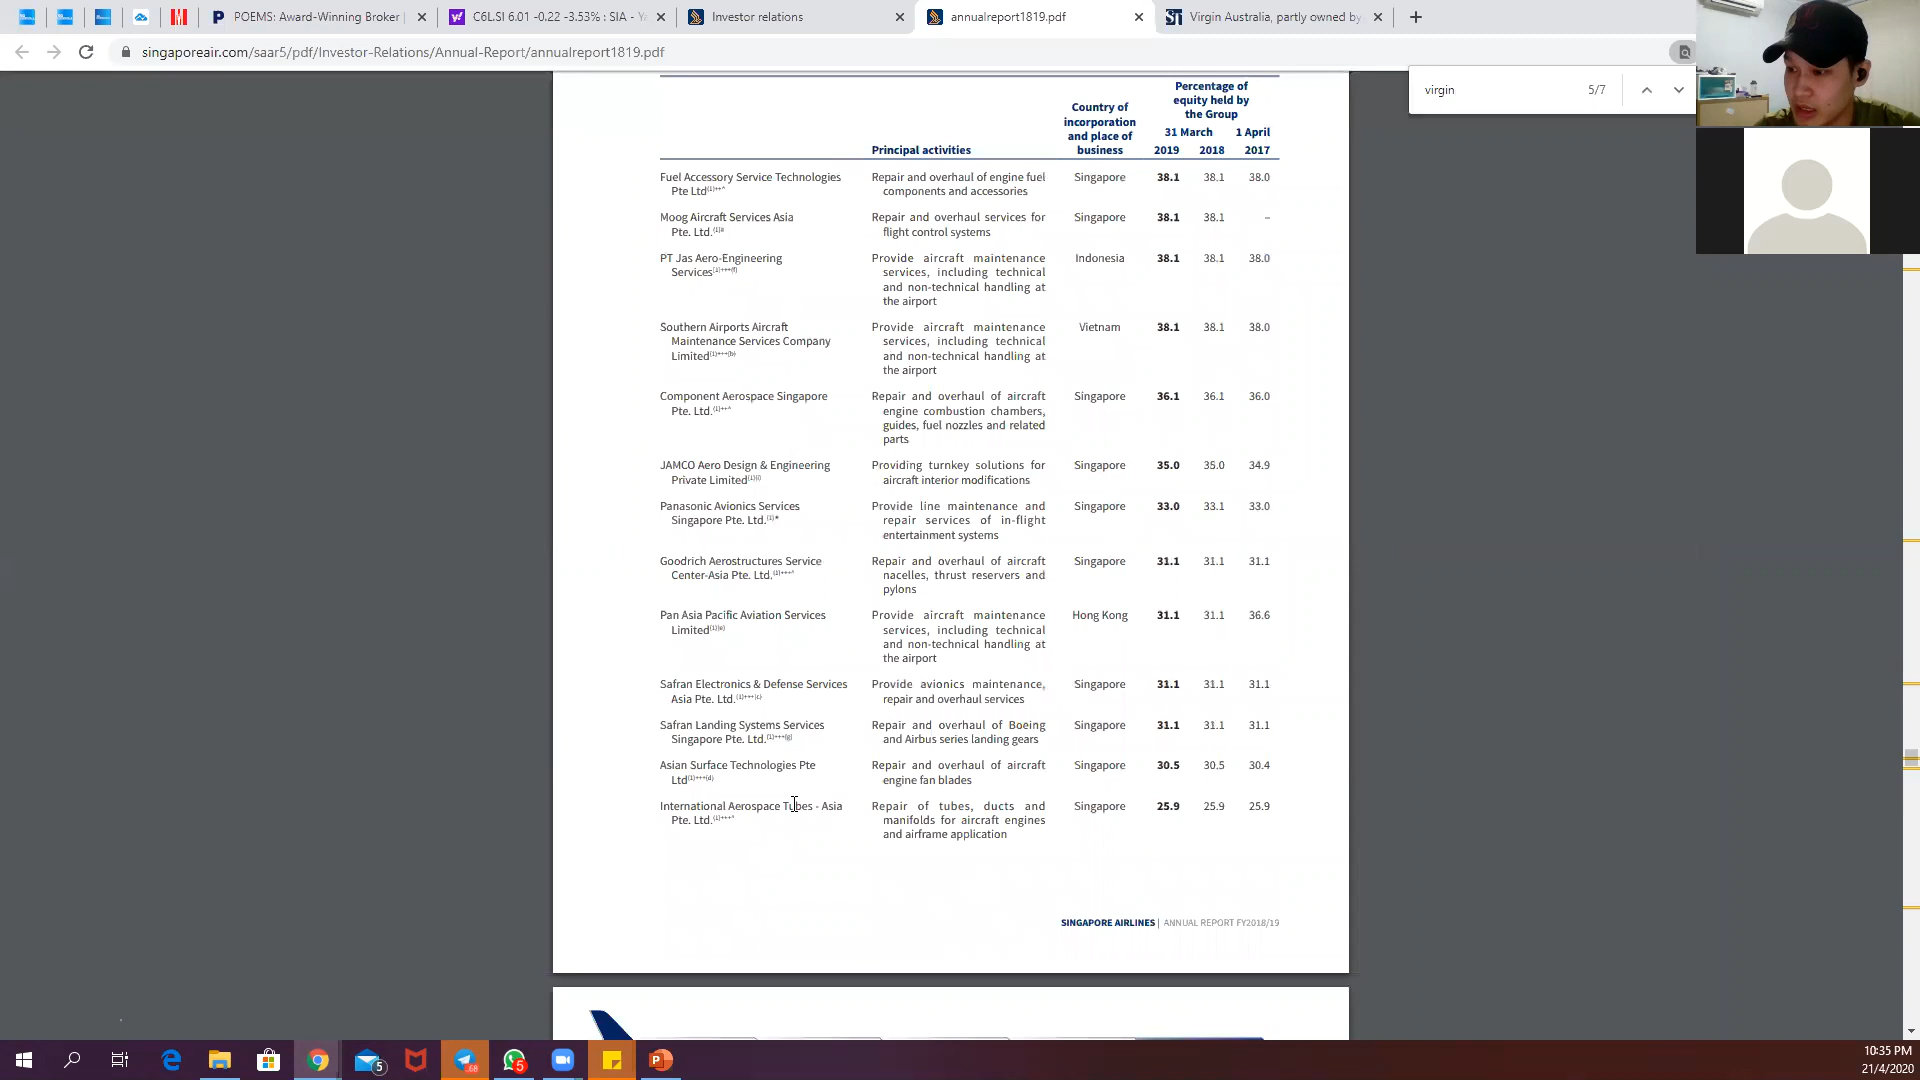 POEMS: Award-Winning Broker
C6L.SI 6.01 -0.22 -3.53% : SIA - Y
Investor relations
annualreport1819.pdf
Virgin Australia, partly owned by
singaporeair.com/saar5/pdf/Investor-Relations/Annual-Report/annualreport1819.pdf
virgin 5/7
Percentage of
equity held by
the Group
Country of
incorporation
and place of
business
31 March 1 April
Principal activities 2019 2018 2017
Fuel Accessory Service Technologies Repair and overhaul of engine fuel Singapore 38.1 38.1 38.0
Pte Ltd components and accessories
Moog Aircraft Services Asia Repair and overhaul services for Singapore 38.1 38.1 –
Pte. Ltd. flight control systems
PT Jas Aero-Engineering Provide aircraft maintenance Indonesia 38.1 38.1 38.0
Services services, including technical
and non-technical handling at
the airport
Southern Airports Aircraft Provide aircraft maintenance Vietnam 38.1 38.1 38.0
Maintenance Services Company services, including technical
Limited and non-technical handling at
the airport
Component Aerospace Singapore Repair and overhaul of aircraft Singapore 36.1 36.1 36.0
Pte. Ltd. engine combustion chambers,
guides, fuel nozzles and related
parts
JAMCO Aero Design & Engineering Providing turnkey solutions for Singapore 35.0 35.0 34.9
Private Limited aircraft interior modifications
Panasonic Avionics Services Provide line maintenance and Singapore 33.0 33.1 33.0
Singapore Pte. Ltd. repair services of in-flight
entertainment systems
Goodrich Aerostructures Service Repair and overhaul of aircraft Singapore 31.1 31.1 31.1
Center-Asia Pte. Ltd. nacelles, thrust reservers and
pylons
Pan Asia Pacific Aviation Services Provide aircraft maintenance Hong Kong 31.1 31.1 36.6
Limited services, including technical
and non-technical handling at
the airport
Safran Electronics & Defense Services Provide avionics maintenance, Singapore 31.1 31.1 31.1
Asia Pte. Ltd. repair and overhaul services
Safran Landing Systems Services Repair and overhaul of Boeing Singapore 31.1 31.1 31.1
Singapore Pte. Ltd. and Airbus series landing gears
Asian Surface Technologies Pte Repair and overhaul of aircraft Singapore 30.5 30.5 30.4
Ltd engine fan blades
International Aerospace Tubes - Asia Repair of tubes, ducts and Singapore 25.9 25.9 25.9
Pte. Ltd. manifolds for aircraft engines
and airframe application
SINGAPORE AIRLINES | ANNUAL REPORT FY2018/19
10:35 PM
21/4/2020